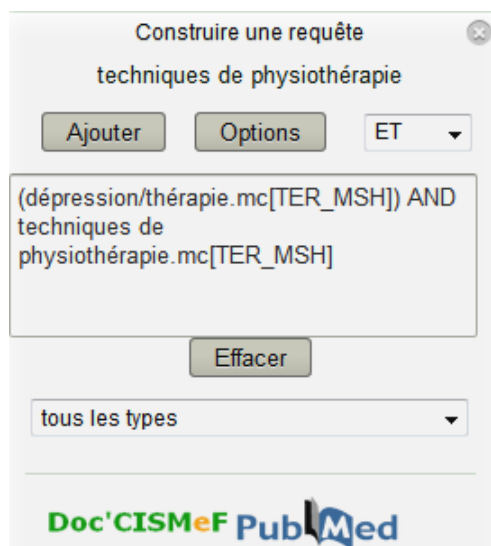 Construire une requête
techniques de physiothérapie
Ajouter Options ET
(dépression/thérapie.mc[TER_MSH]) AND
techniques de
physiothérapie.mc[TER_MSH]
Effacer
tous les types
Doc'CISMeF PubMed